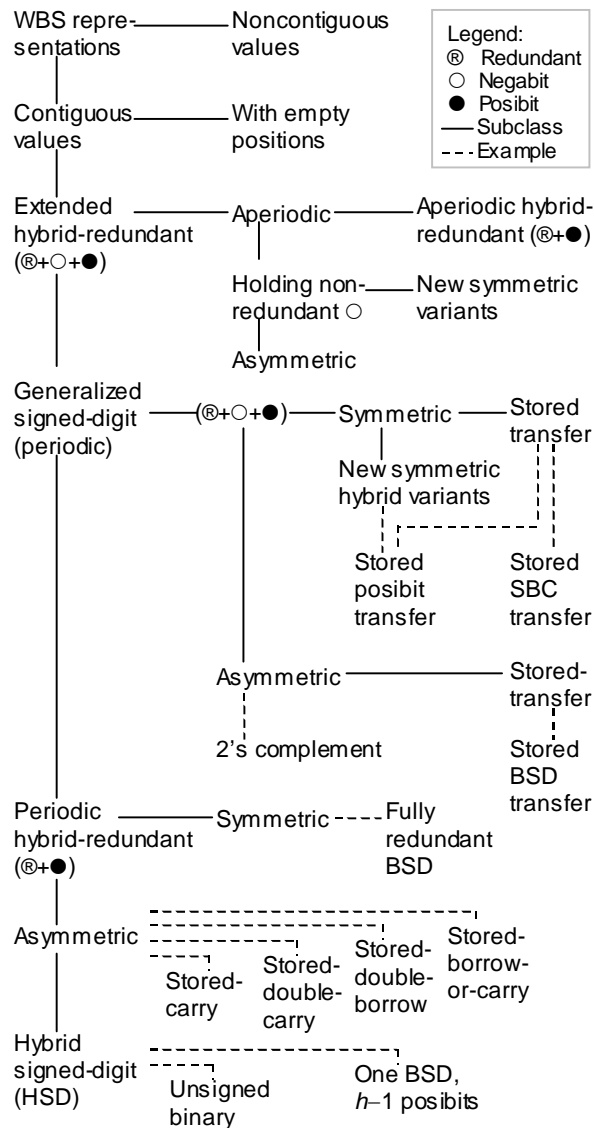 WBS repre-
sentations
Noncontiguous
values
Legend:
® Redundant
○ Negabit
● Posibit
Subclass
Example
Contiguous
values
With empty
positions
Extended
hybrid-redundant
(®+○+●)
Aperiodic
Aperiodic hybrid-
redundant (®+●)
Holding non-
redundant ○
New symmetric
variants
Asymmetric
Generalized
signed-digit
(periodic)
(®+○+●)
Symmetric
Stored
transfer
New symmetric
hybrid variants
Stored
posibit
transfer
Stored
SBC
transfer
Asymmetric
Stored-
transfer
2's complement
Stored
BSD
transfer
Periodic
hybrid-redundant
(®+●)
Symmetric
Fully
redundant
BSD
Asymmetric
Stored-
carry
Stored-
double-
carry
Stored-
double-
borrow
Stored-
borrow-
or-carry
Hybrid
signed-digit
(HSD)
Unsigned
binary
One BSD,
h–1 posibits